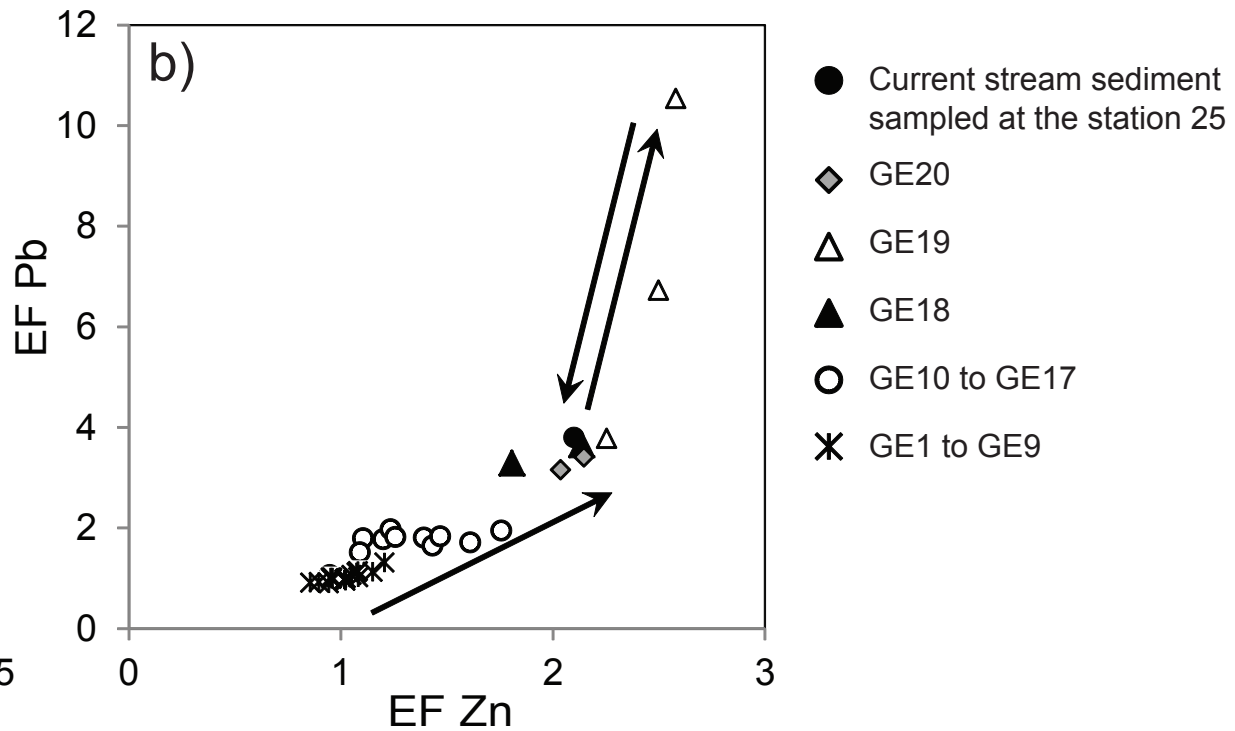 12
b)
10
8
6
4
2
0
EF Pb
5
0
1
2
3
EF Zn
Current stream sediment
sampled at the station 25
GE20
GE19
GE18
GE10 to GE17
GE1 to GE9